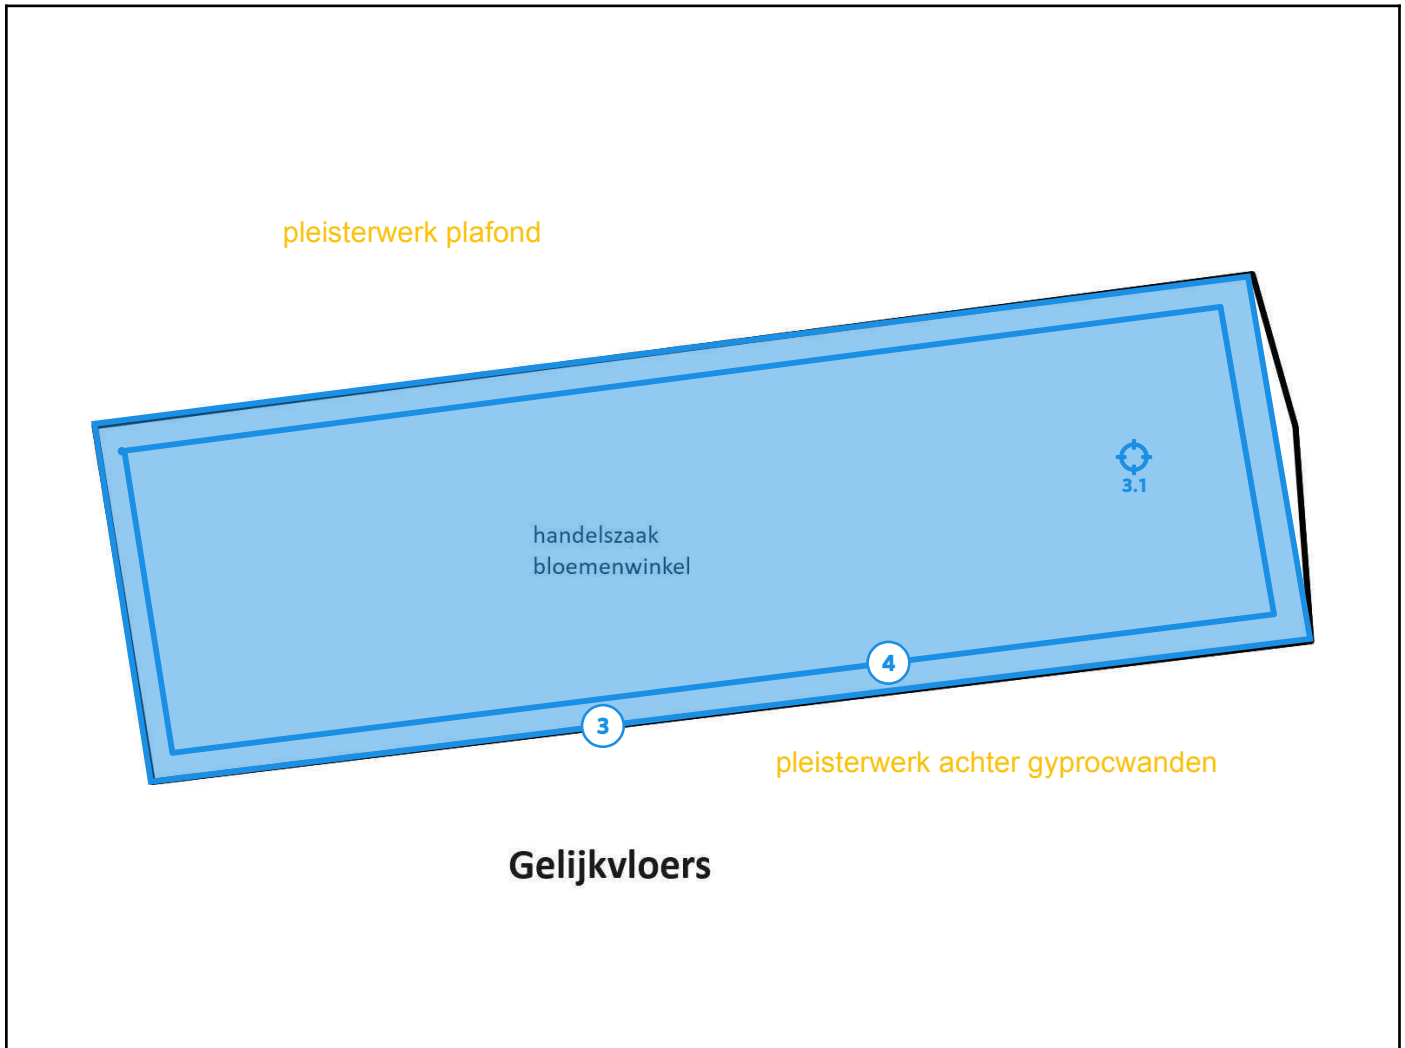 pleisterwerk plafond
3.1
handelszaak
bloemenwinkel
4
3
pleisterwerk achter gyprocwanden
Gelijkvloers